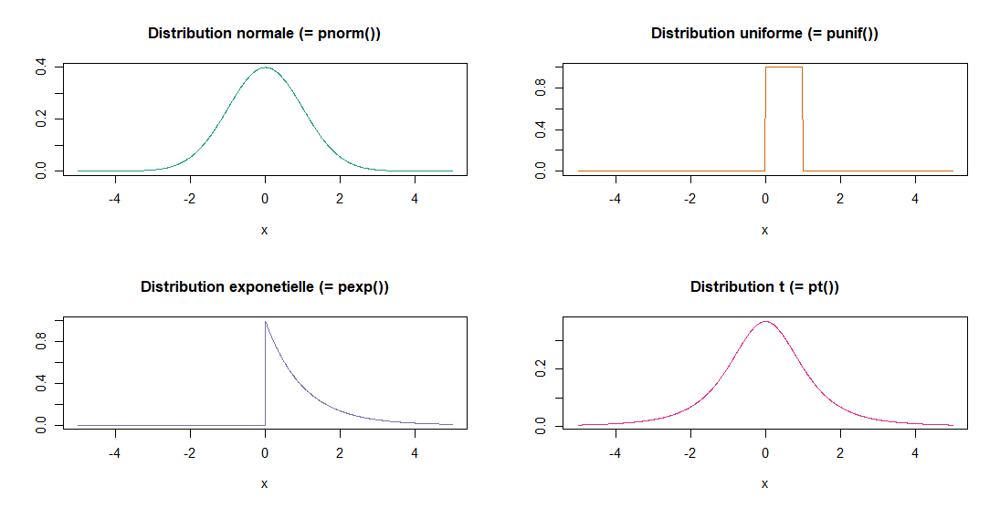 Distribution normale (= pnorm())
0.4
0.2
0.0
-4 -2 0 2 4
x
Distribution uniforme (= punif())
0.8
0.4
0.0
-4 -2 0 2 4
x
Distribution exponetielle (= pexp())
0.8
0.4
0.0
-4 -2 0 2 4
x
Distribution t (= pt())
0.2
0.0
-4 -2 0 2 4
x